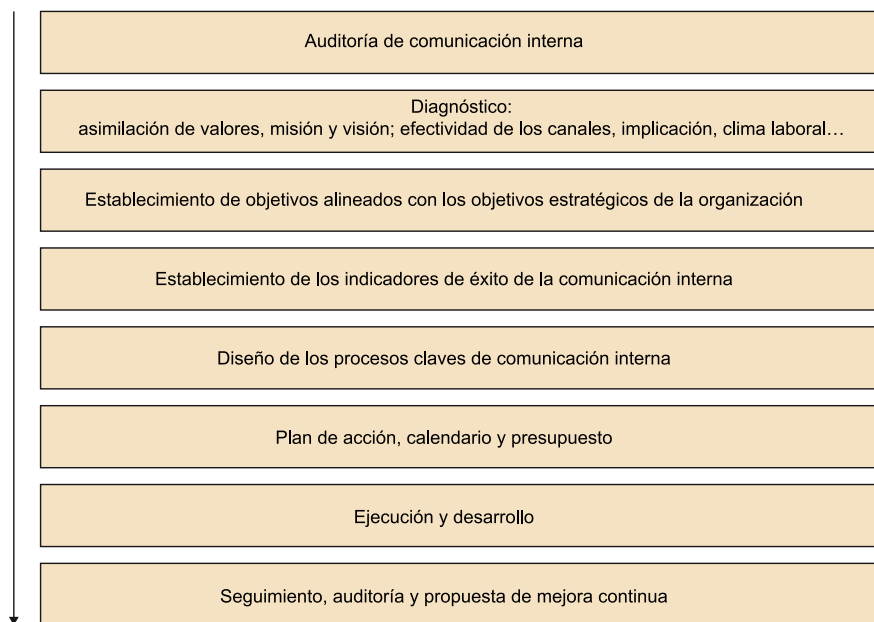 Auditoría de comunicación interna
Diagnóstico:
asimilación de valores, misión y visión; efectividad de los canales, implicación, clima laboral…
Establecimiento de objetivos alineados con los objetivos estratégicos de la organización
Establecimiento de los indicadores de éxito de la comunicación interna
Diseño de los procesos claves de comunicación interna
Plan de acción, calendario y presupuesto
Ejecución y desarrollo
Seguimiento, auditoría y propuesta de mejora continua